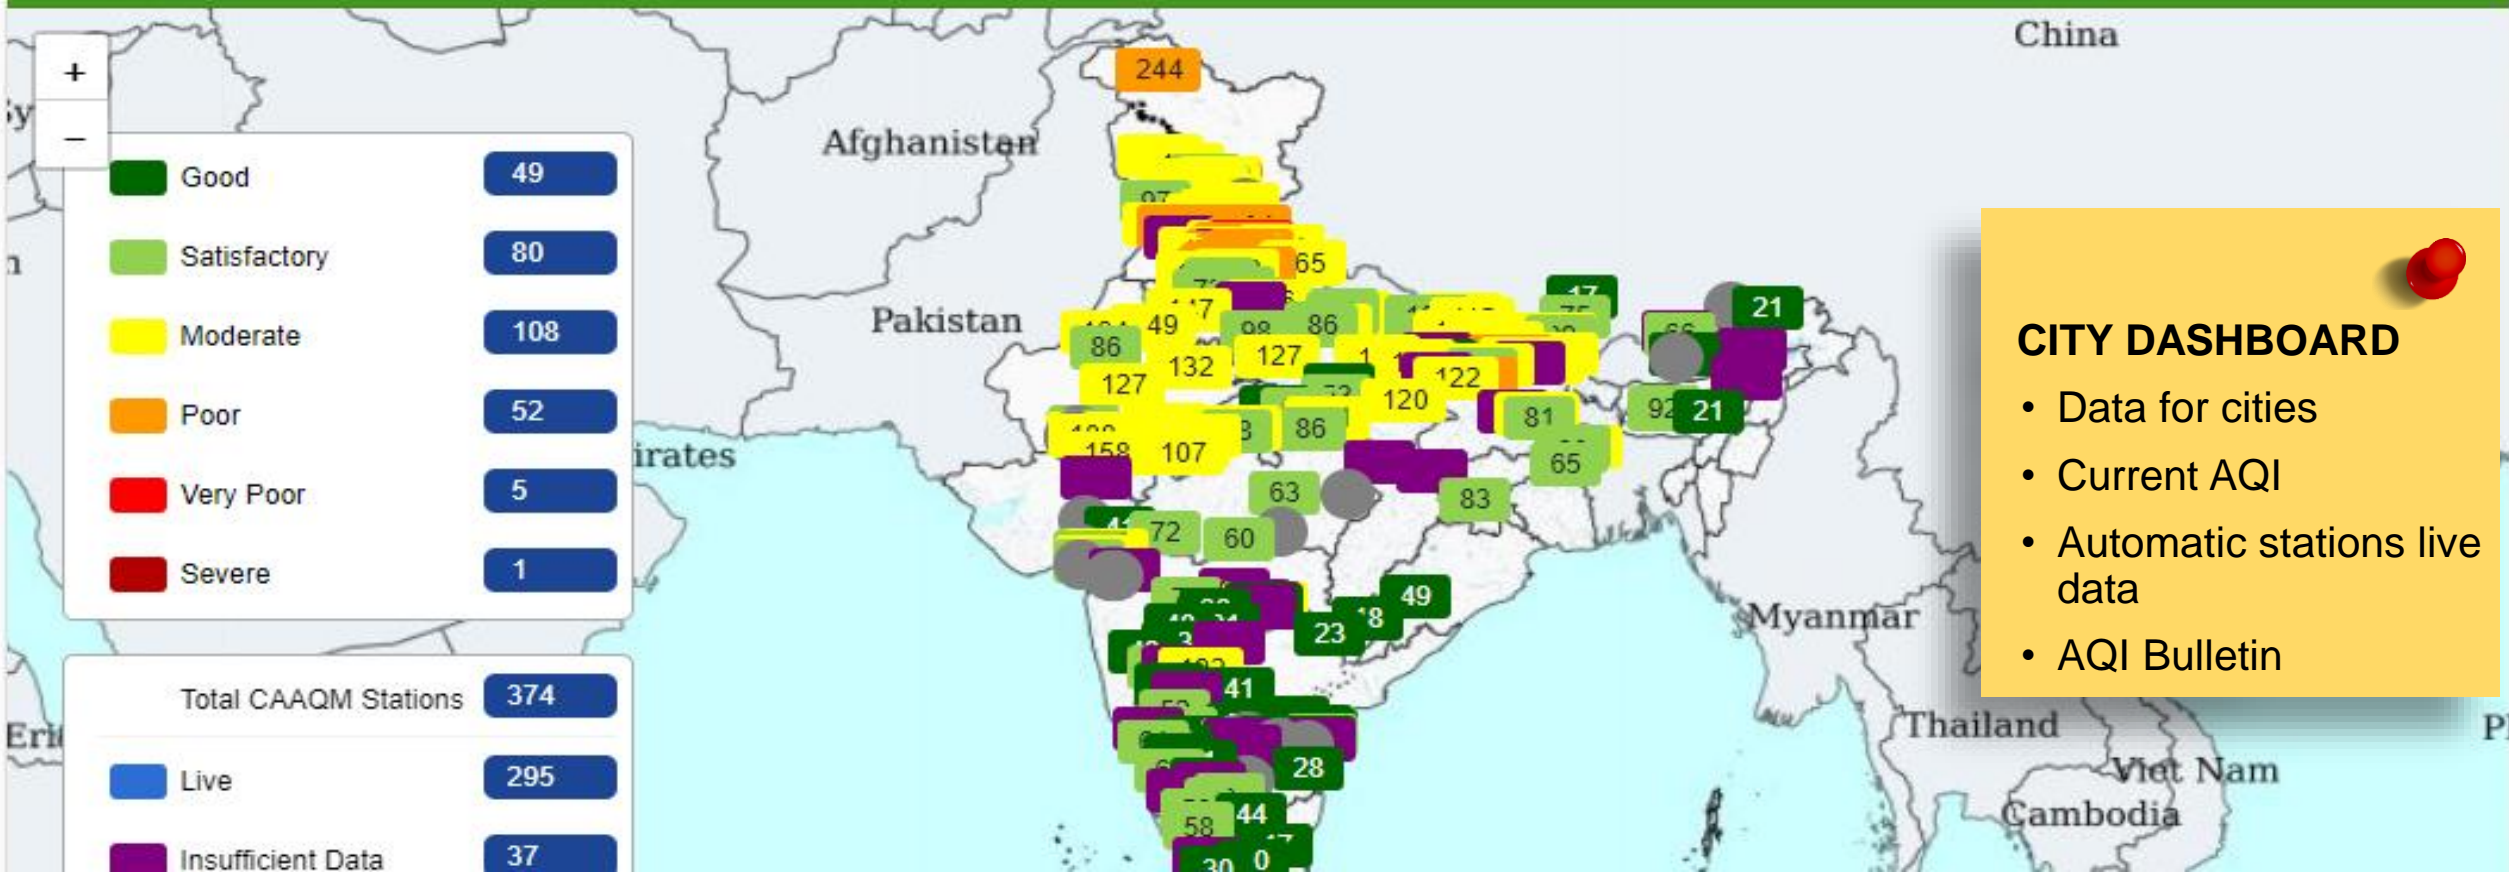 China
+
244
Afghanistan
−
Good 49
Satisfactory 80
65
Pakistan
21
Moderate 108
49
86
86
132
127
127
122
120
Poor 52
81
92
21
86
irates
158
107
65
Very Poor 5
63
83
72
60
Severe 1
49
23
Myanmar
Total CAAQM Stations 374
41
Thailand
Live 295
28
Viet Nam
44
58
Cambodia
Insufficient Data 37
30
0
CITY DASHBOARD
• Data for cities
• Current AQI
• Automatic stations live
data
• AQI Bulletin